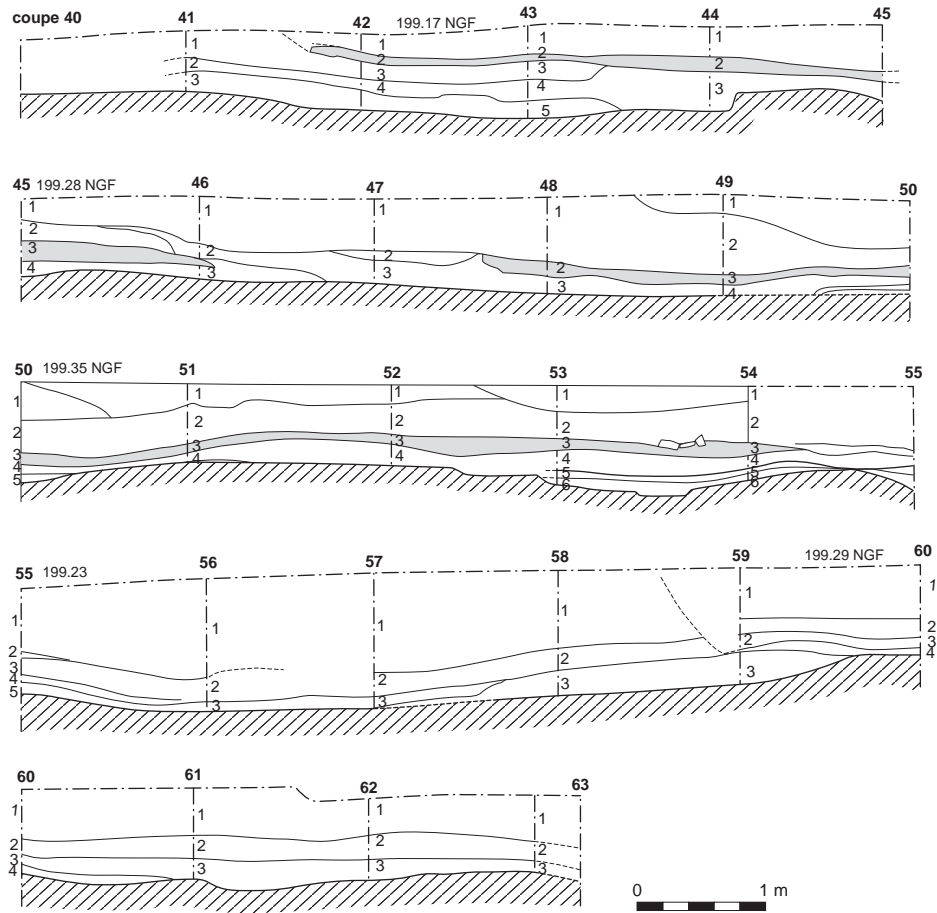 coupe 40 41 42 199.17 NGF 43 44 45
1 1 1 1
2 2 2 2
3 3 3 3
4 4
5
45 199.28 NGF 46 47 48 49 50
1 1 1 1 1
2 2 2 2 2
3 3 3 3 3
4 4
50 199.35 NGF 51 52 53 54 55
1 1 1 1 1
2 2 2 2 2
3 3 3 3 3
4 4 4 4 4
5 5 5
6 6
55 199.23 56 57 58 59 199.29 NGF 60
1 1 1 1 1 1
2 2 2 2 2 2
3 3 3 3 3 3
4 4
5
60 61 62 63
1 1 1 1
2 2 2 2
3 3 3 3
4
0 1 m